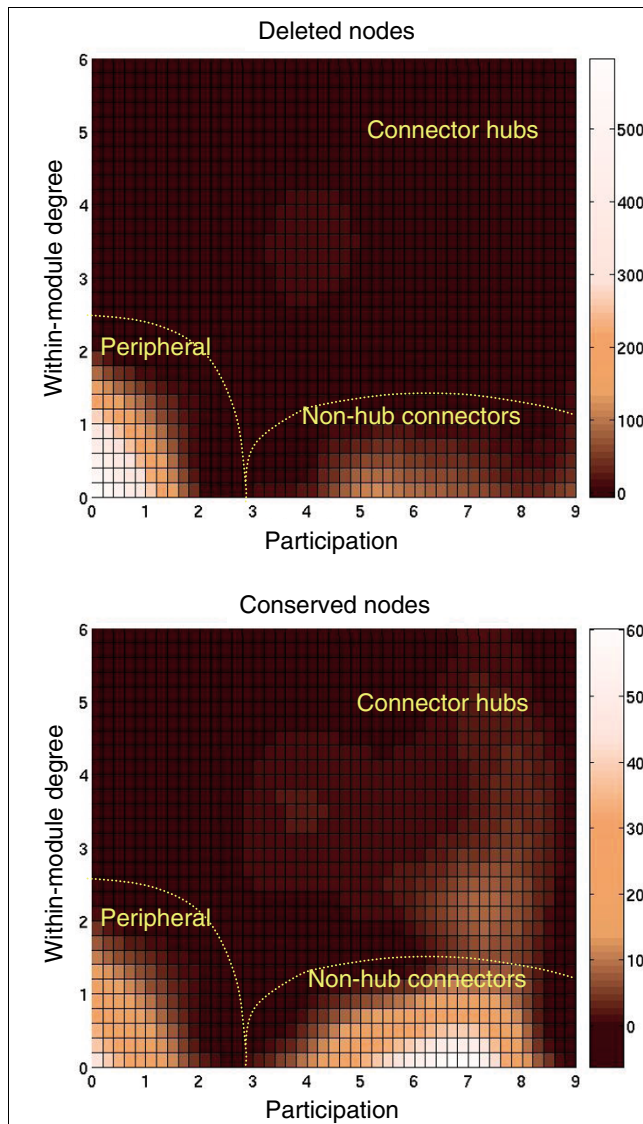 Deleted nodes
6
5
4
3
2
1
0
Within-module degree
Connector hubs
Peripheral
Non-hub connectors
0 1 2 3 4 5 6 7 8 9
Participation
500
400
300
200
100
0
Conserved nodes
6
5
4
3
2
1
0
Within-module degree
Connector hubs
Peripheral
Non-hub connectors
0 1 2 3 4 5 6 7 8 9
Participation
60
50
40
30
20
10
0